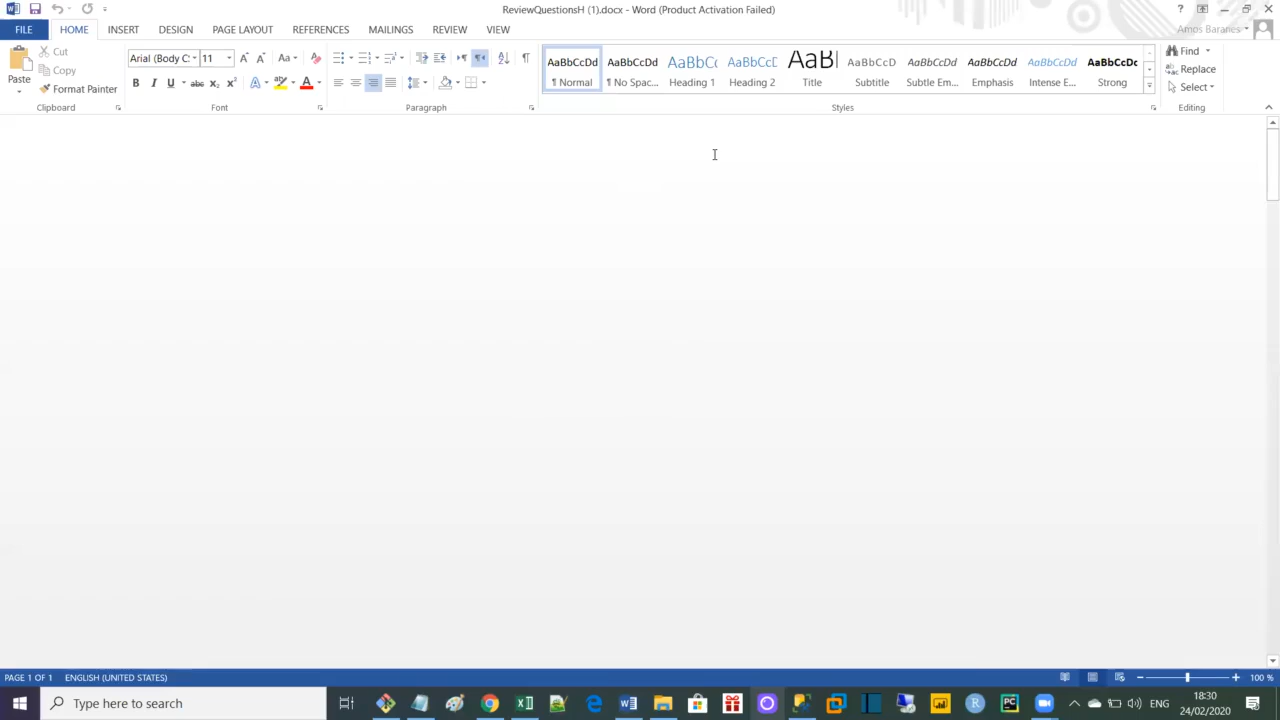 ReviewQuestionsH (1).docx - Word (Product Activation Failed)
FILE HOME INSERT DESIGN PAGE LAYOUT REFERENCES MAILINGS REVIEW VIEW
Amos Baranes
Paste
Cut
Copy
Format Painter
Clipboard
Arial (Body C: 11
Aa
Font
Paragraph
AaBbCcDd AaBbCcDd AaBbCc AaBbCcD AaB AaBbCcD AaBbCcDd AaBbCcDd AaBbCcDd AaBbCcDc
¶ Normal ¶ No Spac... Heading 1 Heading 2 Title Subtitle Subtle Em... Emphasis Intense E... Strong
Styles
Find
Replace
Select
Editing
PAGE 1 OF 1 ENGLISH (UNITED STATES)
100 %
Type here to search
ENG
18:30
24/02/2020